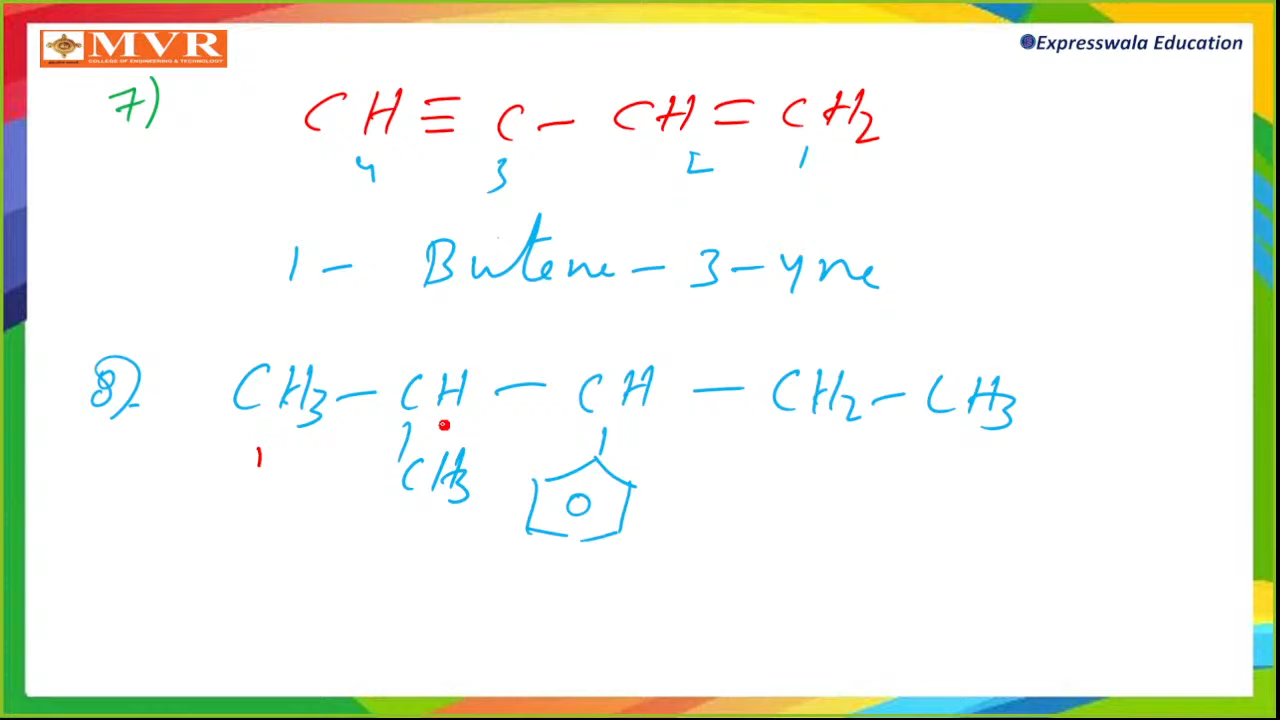 MVR
COLLEGE OF ENGINEERING & TECHNOLOGY
Expresswala Education
7) CH ≡ C - CH = CH2
4 3 2 1
1 - Butene - 3 - yne
8) CH3 - CH - CH - CH2 - CH3
1 CH3